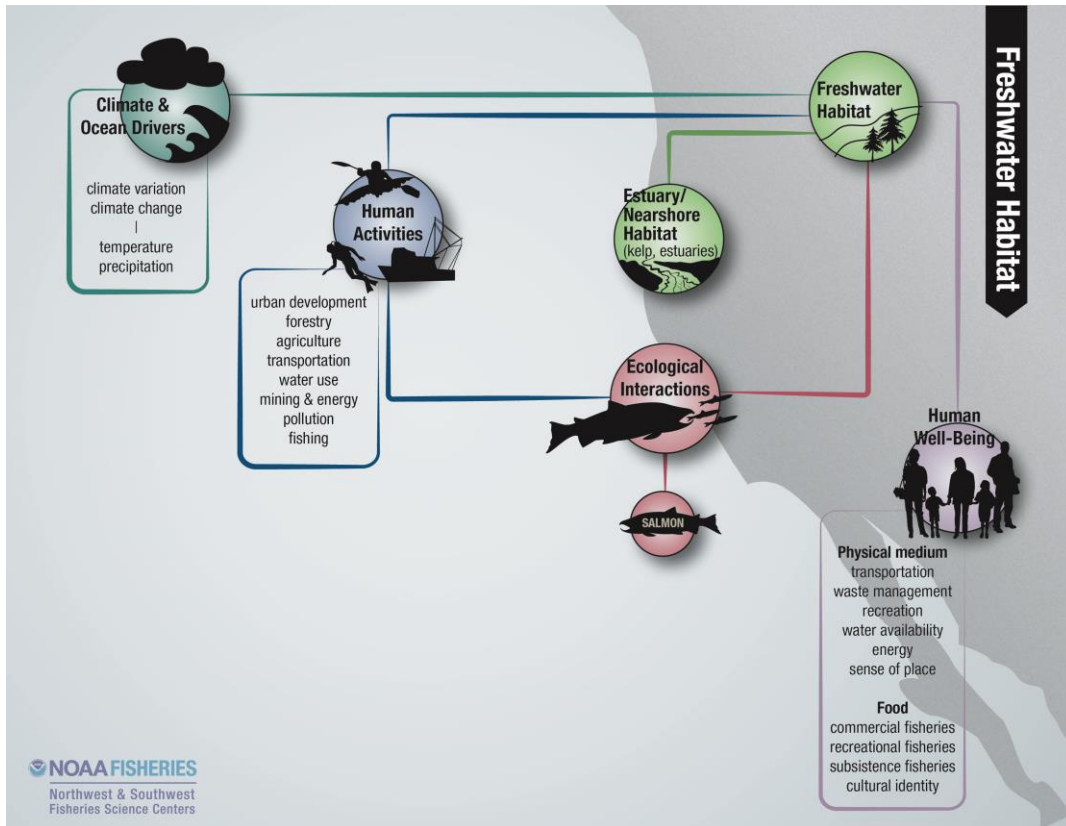 Freshwater Habitat
Climate &
Ocean Drivers
climate variation
climate change
temperature
precipitation
Human
Activities
urban development
forestry
agriculture
transportation
water use
mining & energy
pollution
fishing
Freshwater
Habitat
Estuary/
Nearshore
Habitat
(kelp, estuaries)
Ecological
Interactions
SALMON
Human
Well-Being
Physical medium
transportation
waste management
recreation
water availability
energy
sense of place
Food
commercial fisheries
recreational fisheries
subsistence fisheries
cultural identity
NOAA FISHERIES
Northwest & Southwest
Fisheries Science Centers